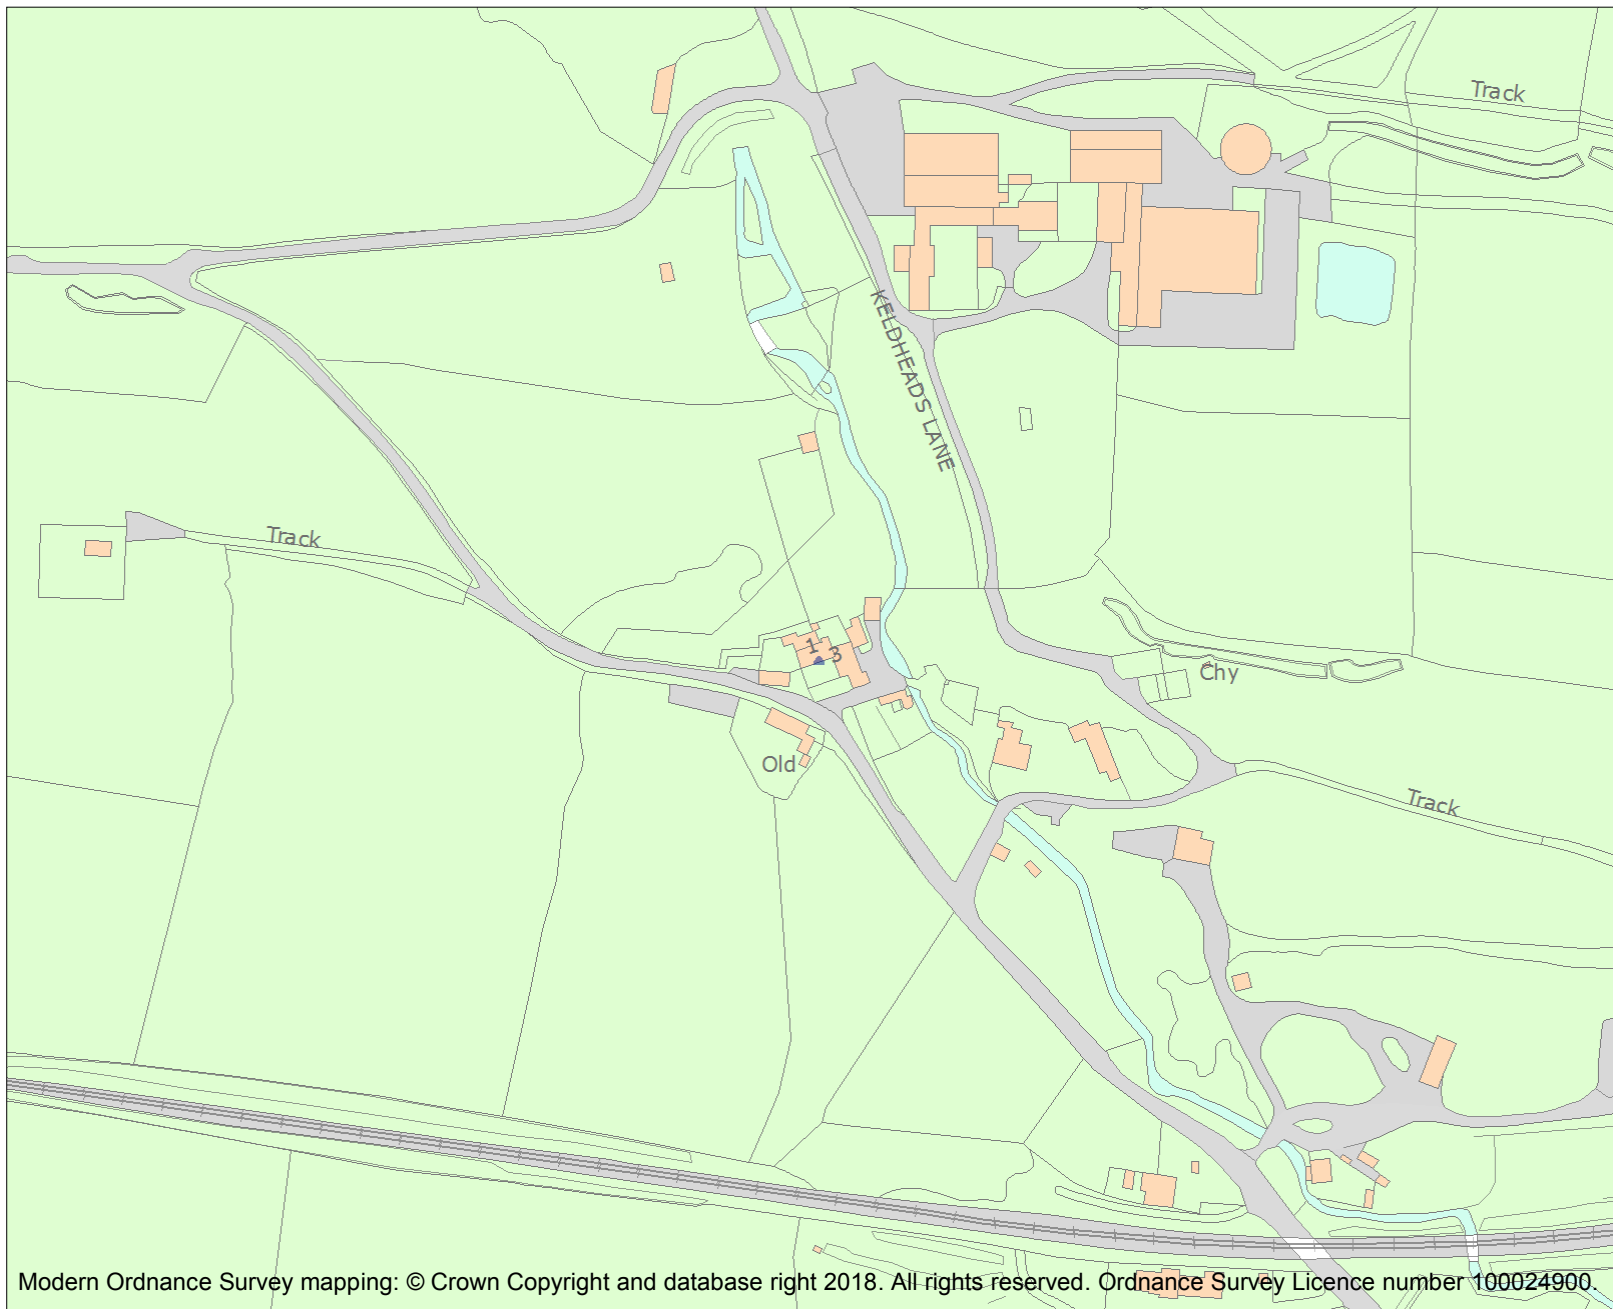 Track
KELDHEADS LANE
Track
1
3
Chy
Old
Track
Modern Ordnance Survey mapping: © Crown Copyright and database right 2018. All rights reserved. Ordnance Survey Licence number 100024900.